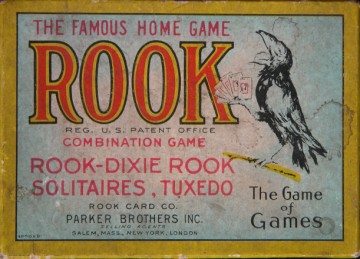 THE FAMOUS HOME GAME
ROOK
REG. U.S. PATENT OFFICE
COMBINATION GAME
ROOK-DIXIE ROOK
SOLITAIRES, TUXEDO
ROOK CARD CO.
PARKER BROTHERS INC.
SELLING AGENTS
SALEM, MASS., NEW YORK, LONDON
The Game
of
Games